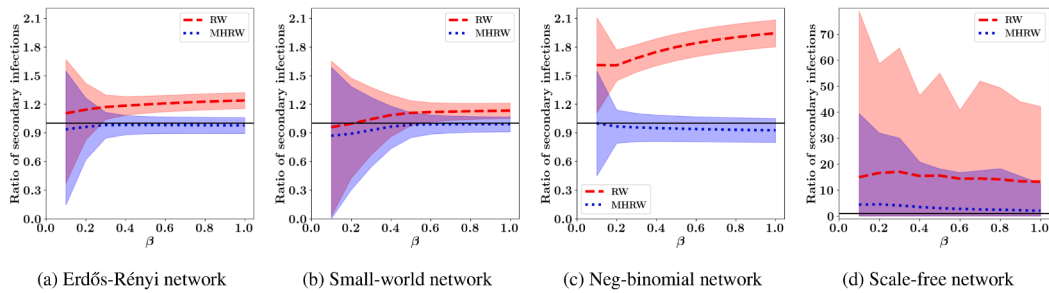 Ratio of secondary infections
2.1
1.8
1.5
1.2
0.9
0.6
0.3
0.0
0.0 0.2 0.4 0.6 0.8 1.0
β
RW
MHRW
(a) Erdős-Rényi network
Ratio of secondary infections
2.1
1.8
1.5
1.2
0.9
0.6
0.3
0.0
0.0 0.2 0.4 0.6 0.8 1.0
β
RW
MHRW
(b) Small-world network
Ratio of secondary infections
2.1
1.8
1.5
1.2
0.9
0.6
0.3
0.0
0.0 0.2 0.4 0.6 0.8 1.0
β
RW
MHRW
(c) Neg-binomial network
Ratio of secondary infections
80
70
60
50
40
30
20
10
0
0.0 0.2 0.4 0.6 0.8 1.0
β
RW
MHRW
(d) Scale-free network